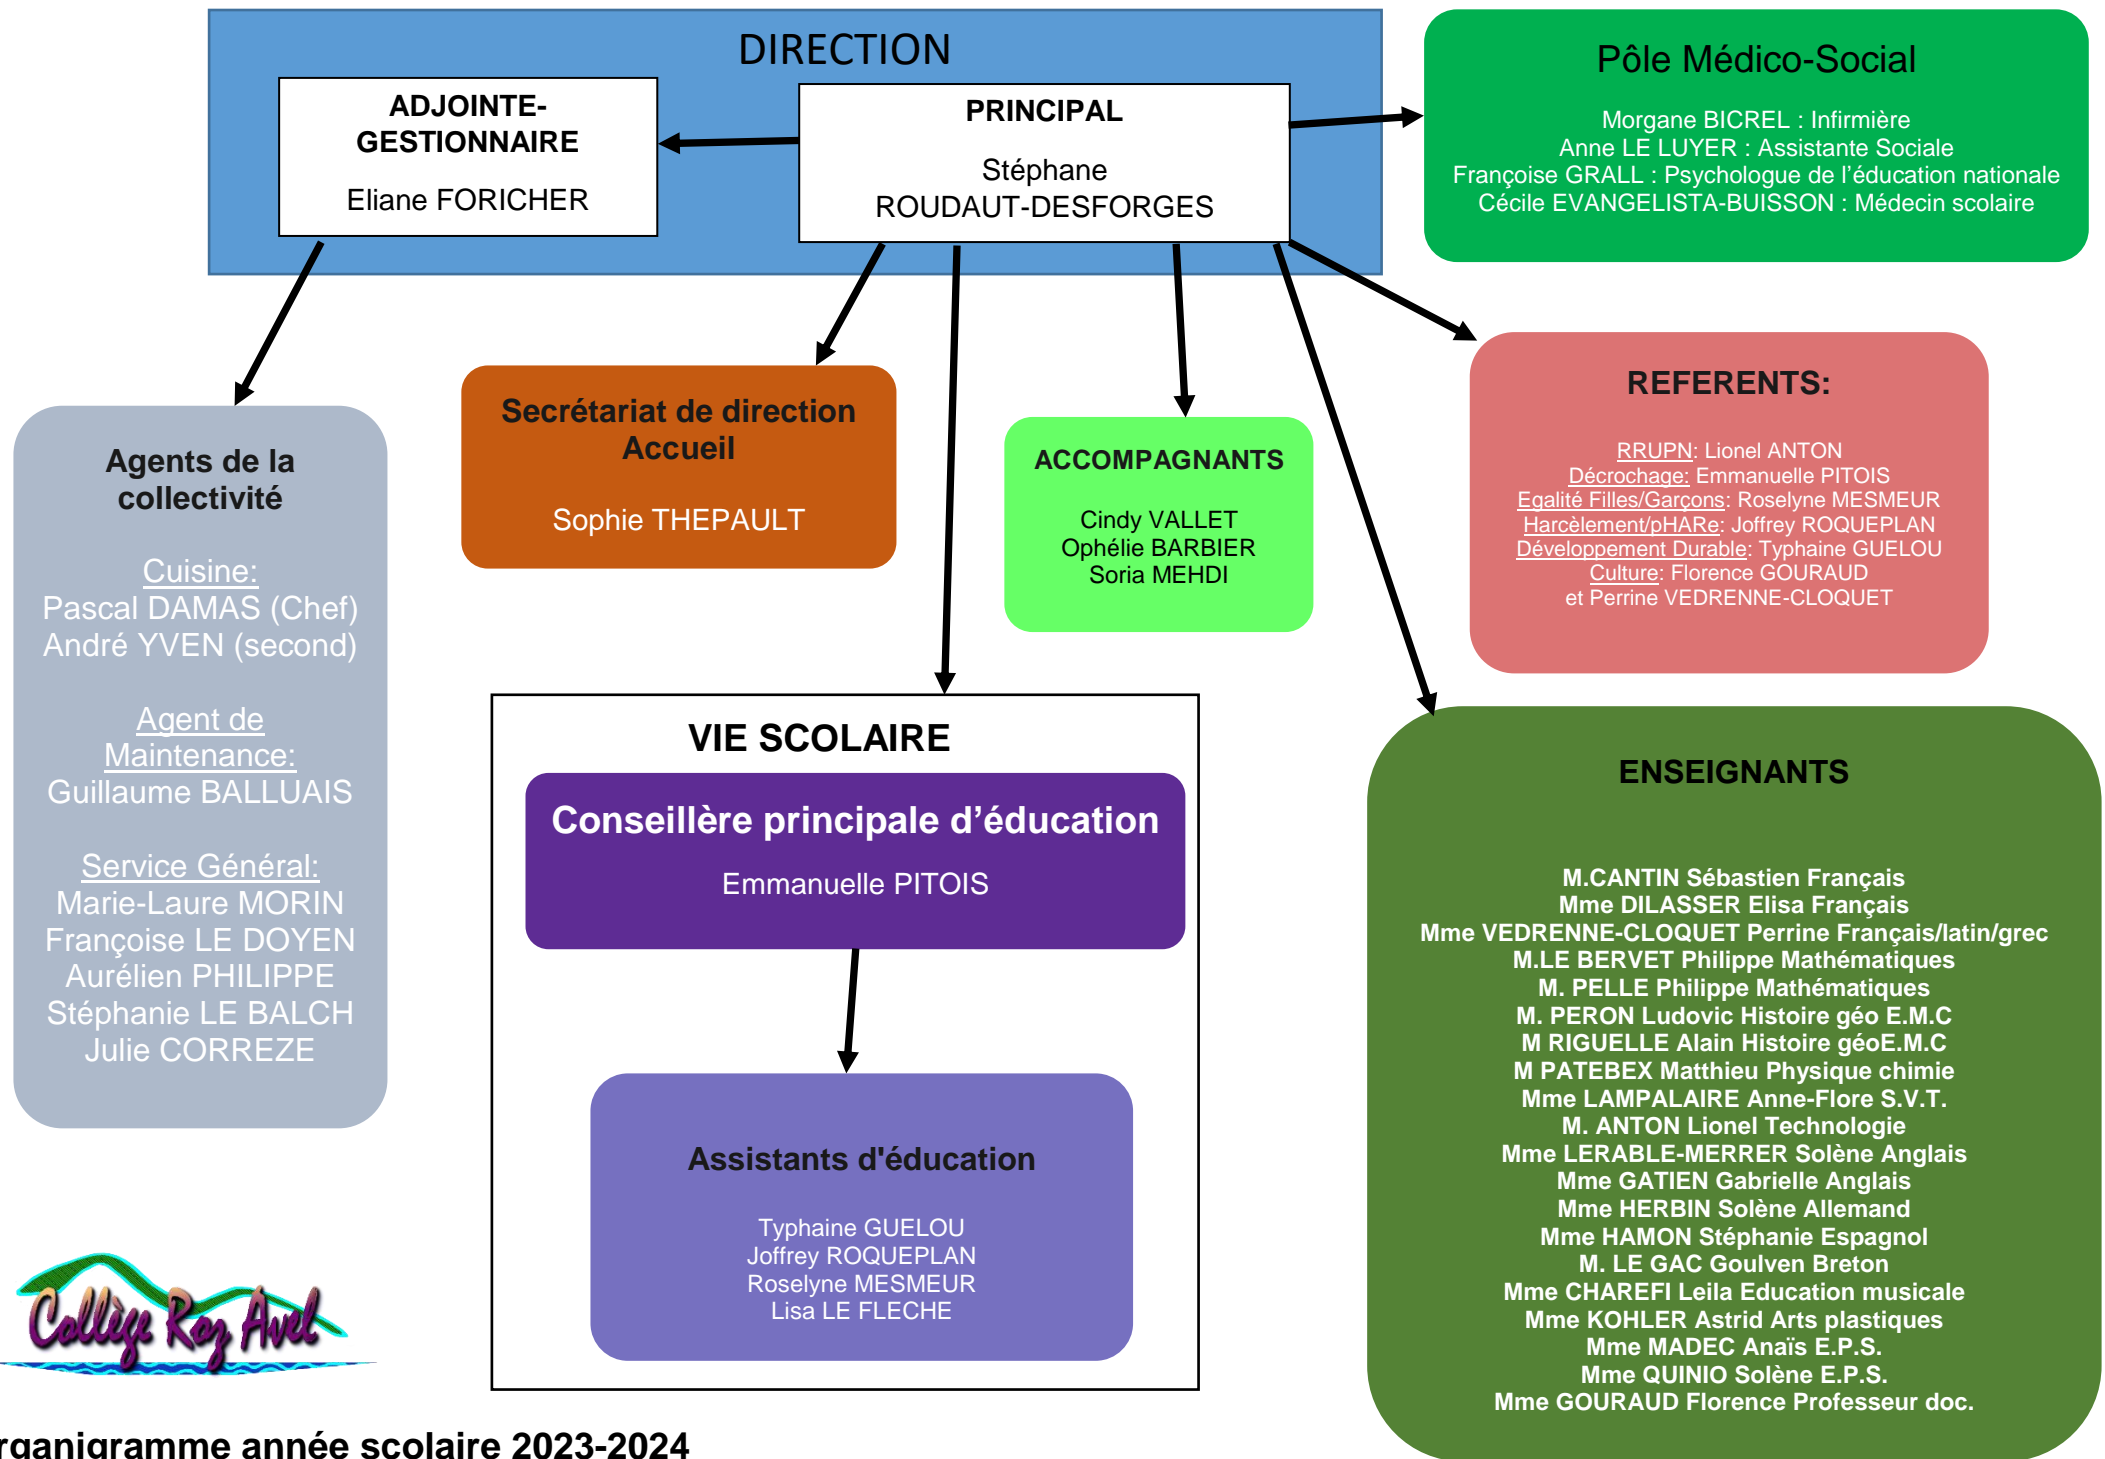 DIRECTION
ADJOINTE-
GESTIONNAIRE
Eliane FORICHER
PRINCIPAL
Stéphane
ROUDAUT-DESFORGES
Pôle Médico-Social
Morgane BICREL : Infirmière
Anne LE LUYER : Assistante Sociale
Françoise GRALL : Psychologue de l’éducation nationale
Cécile EVANGELISTA-BUISSON : Médecin scolaire
Agents de la
collectivité
Cuisine:
Pascal DAMAS (Chef)
André YVEN (second)
Agent de
Maintenance:
Guillaume BALLUAIS
Service Général:
Marie-Laure MORIN
Françoise LE DOYEN
Aurélien PHILIPPE
Stéphanie LE BALCH
Julie CORREZE
Secrétariat de direction
Accueil
Sophie THEPAULT
ACCOMPAGNANTS
Cindy VALLET
Ophélie BARBIER
Soria MEHDI
REFERENTS:
RRUPN: Lionel ANTON
Décrochage: Emmanuelle PITOIS
Egalité Filles/Garçons: Roselyne MESMEUR
Harcèlement/pHARe: Joffrey ROQUEPLAN
Développement Durable: Typhaine GUELOU
Culture: Florence GOURAUD
et Perrine VEDRENNE-CLOQUET
VIE SCOLAIRE
Conseillère principale d’éducation
Emmanuelle PITOIS
Assistants d'éducation
Typhaine GUELOU
Joffrey ROQUEPLAN
Roselyne MESMEUR
Lisa LE FLECHE
ENSEIGNANTS
M.CANTIN Sébastien Français
Mme DILASSER Elisa Français
Mme VEDRENNE-CLOQUET Perrine Français/latin/grec
M.LE BERVET Philippe Mathématiques
M. PELLE Philippe Mathématiques
M. PERON Ludovic Histoire géo E.M.C
M RIGUELLE Alain Histoire géoE.M.C
M PATEBEX Matthieu Physique chimie
Mme LAMPALAIRE Anne-Flore S.V.T.
M. ANTON Lionel Technologie
Mme LERABLE-MERRER Solène Anglais
Mme GATIEN Gabrielle Anglais
Mme HERBIN Solène Allemand
Mme HAMON Stéphanie Espagnol
M. LE GAC Goulven Breton
Mme CHAREFI Leila Education musicale
Mme KOHLER Astrid Arts plastiques
Mme MADEC Anaïs E.P.S.
Mme QUINIO Solène E.P.S.
Mme GOURAUD Florence Professeur doc.
Collège Roz Avel
rganigramme année scolaire 2023-2024